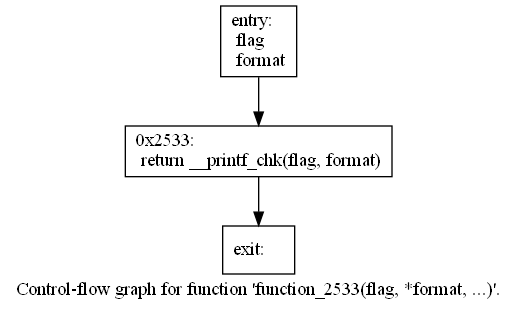 entry:
flag
format
0x2533:
return __printf_chk(flag, format)
exit:
Control-flow graph for function 'function_2533(flag, *format, ...)'.